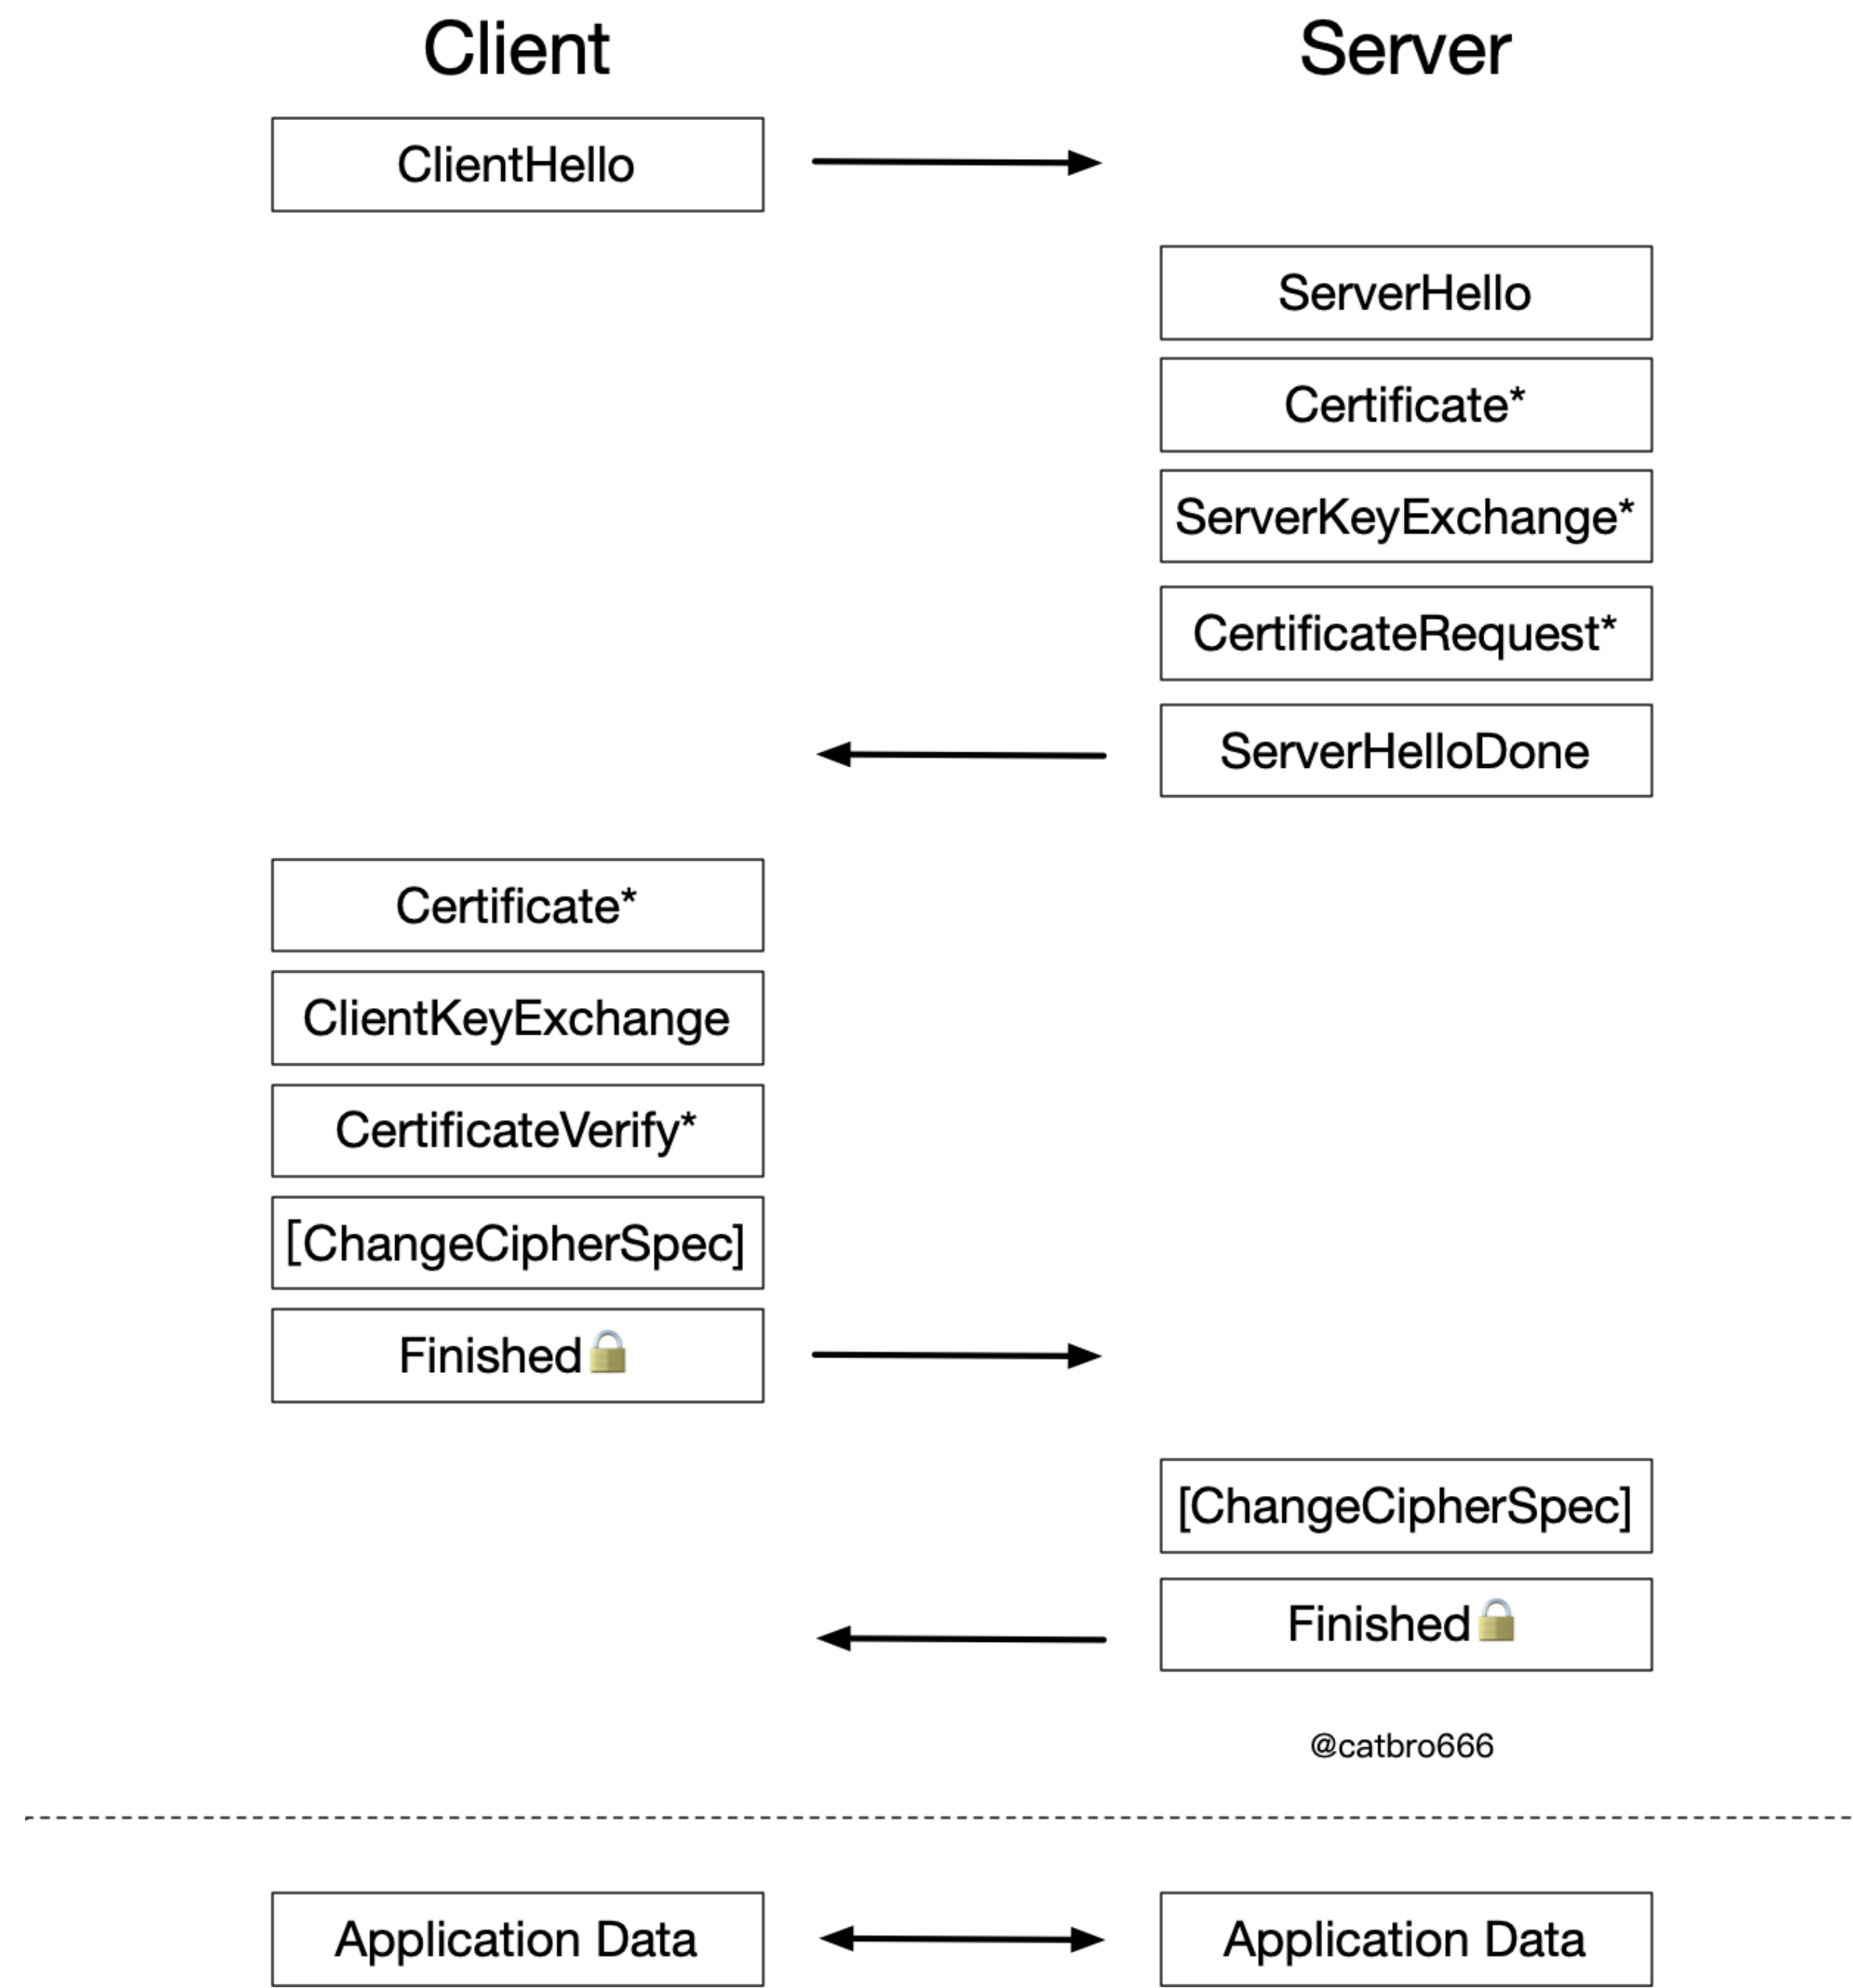 Client
Server
ClientHello
ServerHello
Certificate*
ServerKeyExchange*
CertificateRequest*
ServerHelloDone
Certificate*
ClientKeyExchange
CertificateVerify*
[ChangeCipherSpec]
Finished🔒
[ChangeCipherSpec]
Finished🔒
@catbro666
Application Data
Application Data